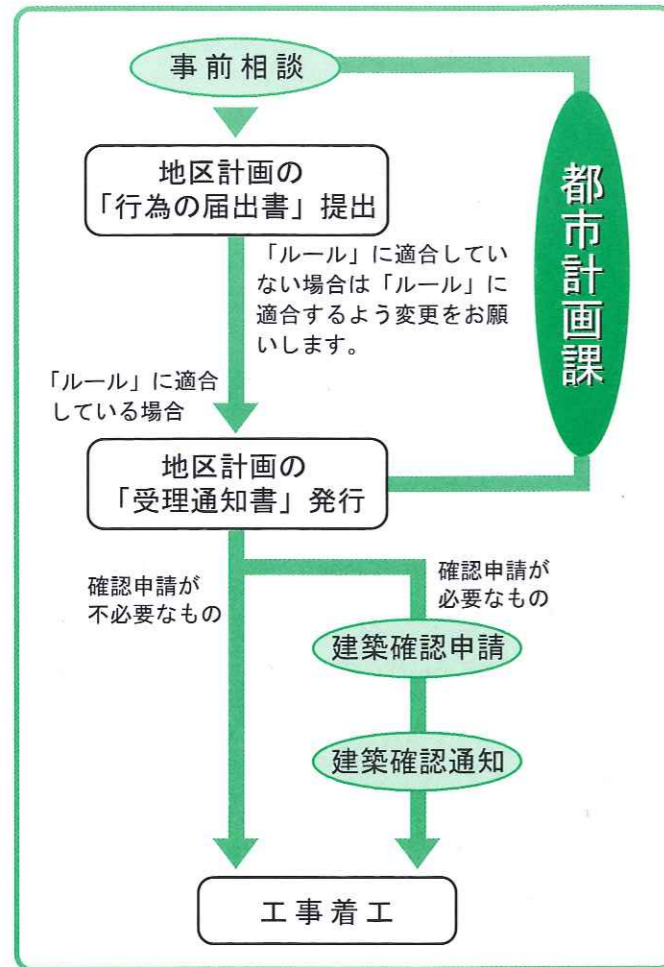 事前相談
都市計画課
地区計画の
「行為の届出書」提出
「ルール」に適合してい
ない場合は「ルール」に
適合するよう変更をお願
いします。
「ルール」に適合
している場合
地区計画の
「受理通知書」発行
確認申請が
不必要なもの
確認申請が
必要なもの
建築確認申請
建築確認通知
工事着工